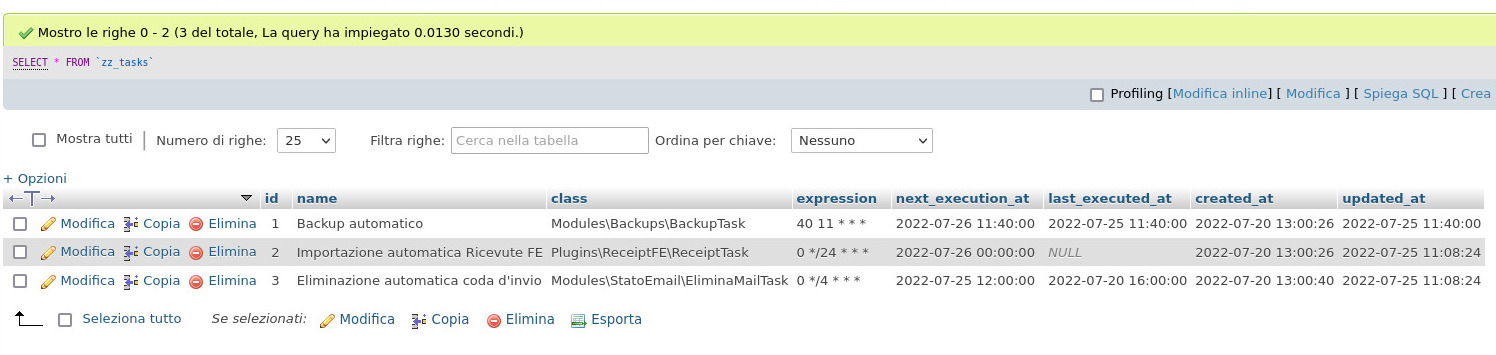 Mostro le righe 0 - 2 (3 del totale, La query ha impiegato 0.0130 secondi.)
SELECT * FROM `zz_tasks`
Profiling [Modifica inline] [ Modifica ] [ Spiega SQL ] [ Crea
Mostra tutti | Numero di righe: 25 Filtra righe: Cerca nella tabella Ordina per chiave: Nessuno
+ Opzioni
←T→ id name class expression next_execution_at last_executed_at created_at updated_at
Modifica Copia Elimina 1 Backup automatico Modules\Backups\BackupTask 40 11 * * * 2022-07-26 11:40:00 2022-07-25 11:40:00 2022-07-20 13:00:26 2022-07-25 11:40:00
Modifica Copia Elimina 2 Importazione automatica Ricevute FE Plugins\ReceiptFE\ReceiptTask 0 */24 * * * 2022-07-26 00:00:00 NULL 2022-07-20 13:00:26 2022-07-25 11:08:24
Modifica Copia Elimina 3 Eliminazione automatica coda d'invio Modules\StatoEmail\EliminaMailTask 0 */4 * * * 2022-07-25 12:00:00 2022-07-20 16:00:00 2022-07-20 13:00:40 2022-07-25 11:08:24
Seleziona tutto Se selezionati: Modifica Copia Elimina Esporta